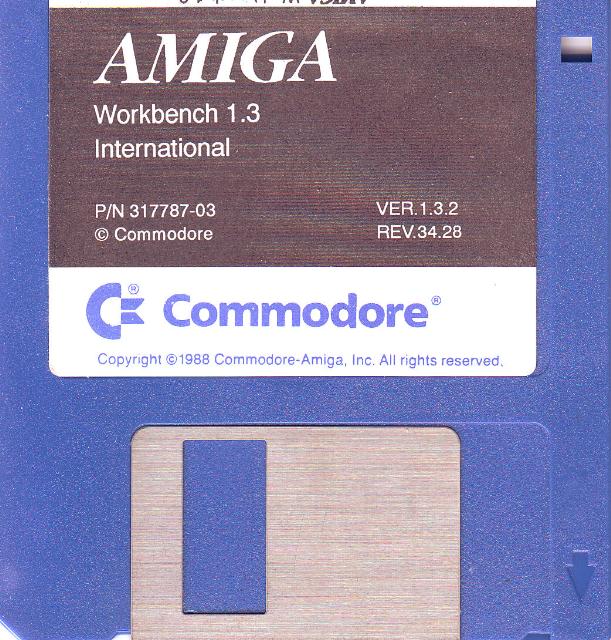 AMIGA
Workbench 1.3
International
P/N 317787-03 VER.1.3.2
© Commodore REV.34.28
Commodore®
Copyright ©1988 Commodore-Amiga, Inc. All rights reserved.